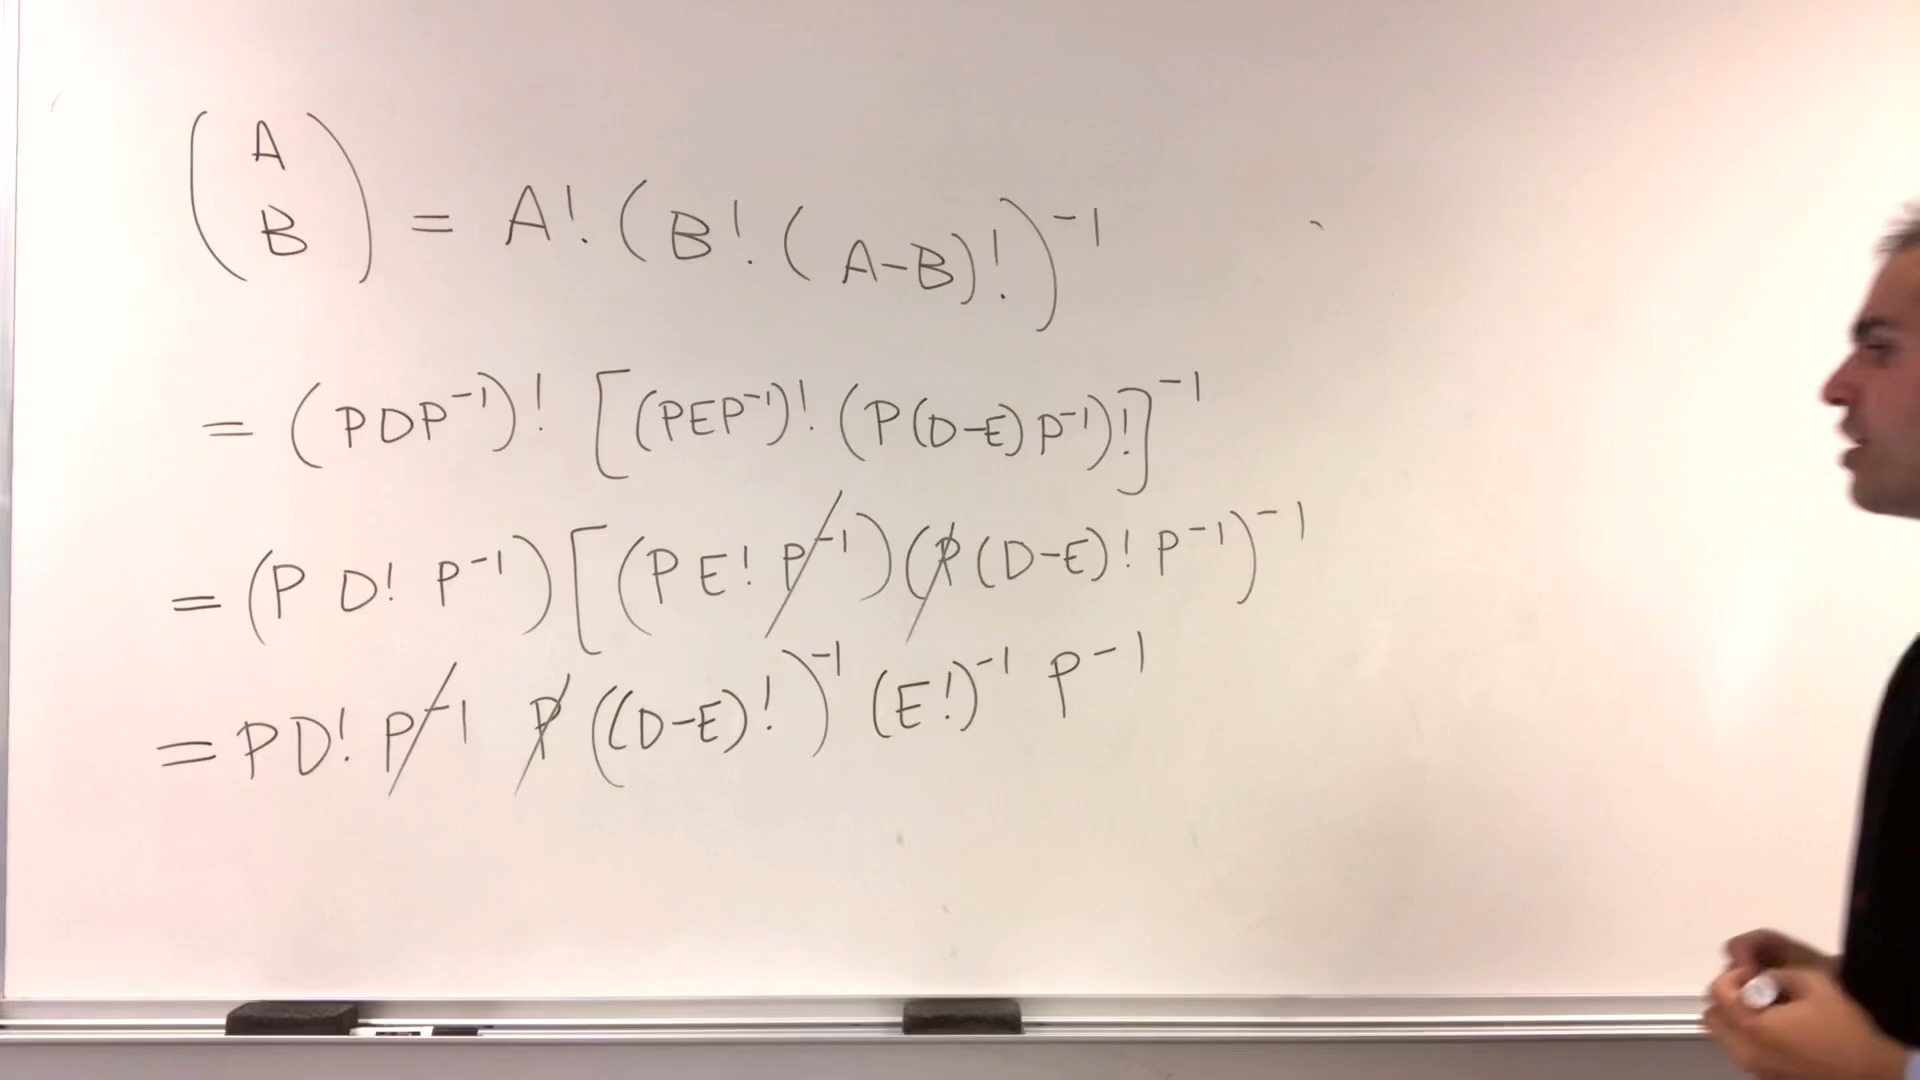 (A B) = A! (B! (A-B)!)⁻¹
= (PDP⁻¹)! [(PEP⁻¹)! (P(D-E)P⁻¹)!]⁻¹
= (P D! P⁻¹) [(P E! P⁻¹) (P (D-E)! P⁻¹)⁻¹
= PD! P⁻¹ P ((D-E)!)⁻¹ (E!)⁻¹ P⁻¹